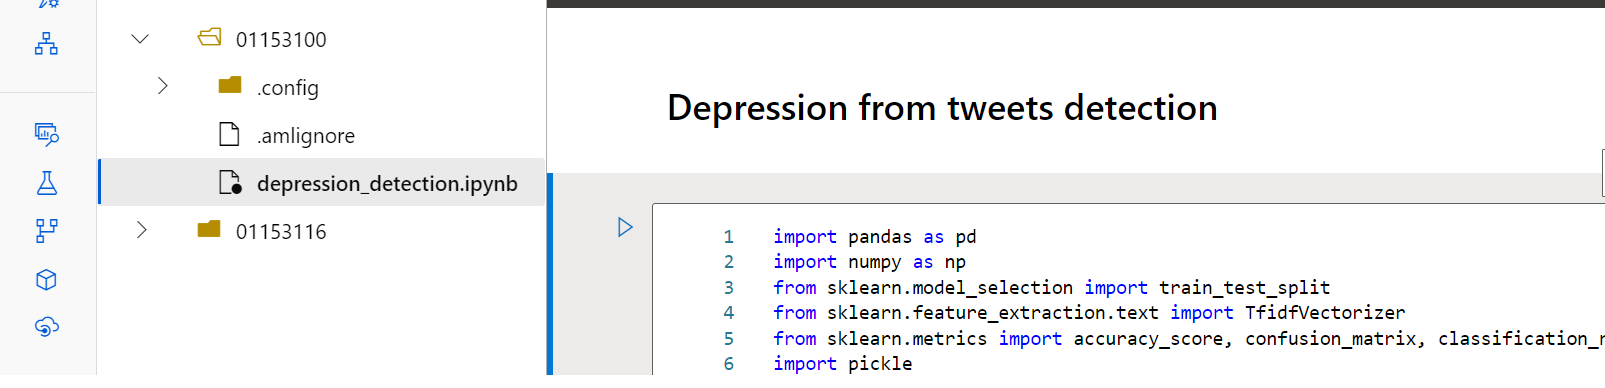 01153100
.config
.amlignore
depression_detection.ipynb
01153116
Depression from tweets detection
1 import pandas as pd
2 import numpy as np
3 from sklearn.model_selection import train_test_split
4 from sklearn.feature_extraction.text import TfidfVectorizer
5 from sklearn.metrics import accuracy_score, confusion_matrix,
6 import pickle